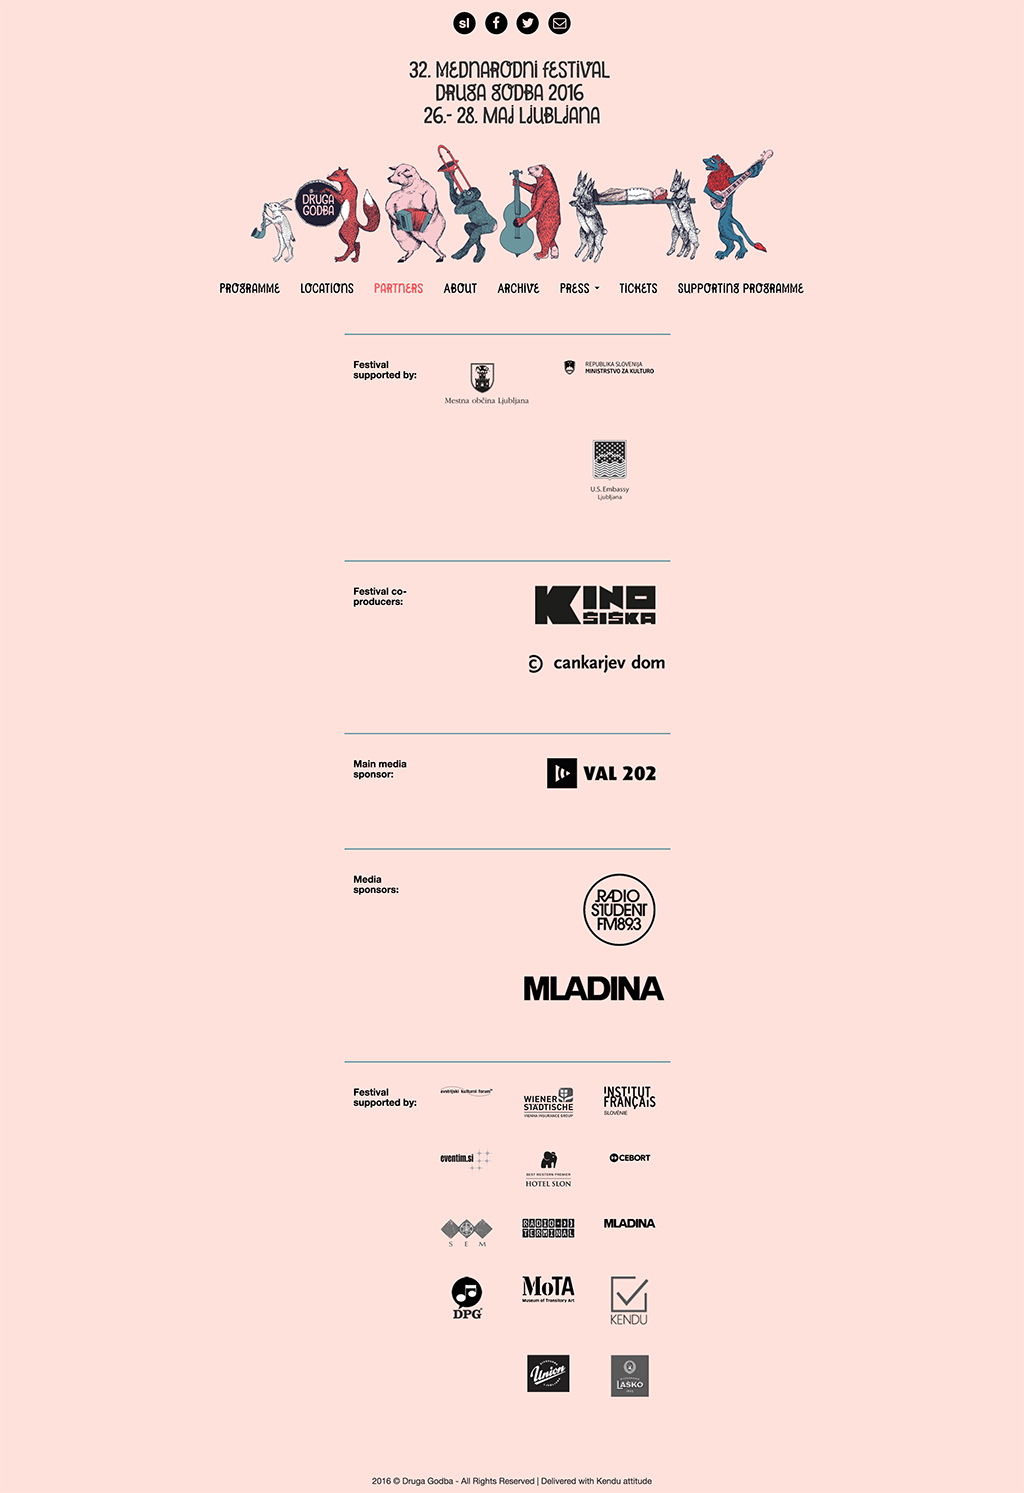 sl
32. MEDNARODNI FESTIVAL
DRUGA GODBA 2016
26.- 28. MAJ LJUBLJANA
DRUGA
GODBA
PROGRAMME LOCATIONS PARTNERS ABOUT ARCHIVE PRESS TICKETS SUPPORTING PROGRAMME
Festival
supported by:
Mestna občina Ljubljana
REPUBLIKA SLOVENIJA
MINISTRSTVO ZA KULTURO
U.S. Embassy
Ljubljana
Festival co-
producers:
KINO
ŠIŠKA
cankarjev dom
Main media
sponsor:
VAL 202
Media
sponsors:
RADIO
ŠTUDENT
FM89.3
MLADINA
Festival
supported by:
avstrijski kulturni forum
WIENER
STÄDTISCHE
VIENNA INSURANCE GROUP
INSTITUT
FRANÇAIS
SLOVÉNIE
eventim.si
BEST WESTERN PREMIER
HOTEL SLON
CEBORT
S E M
RADIO
TERMINAL
MLADINA
DPG
MoTA
Museum of Transitory Art
KENDU
Union
LJUBLJANA
LAŠKO
2016 © Druga Godba - All Rights Reserved | Delivered with Kendu attitude